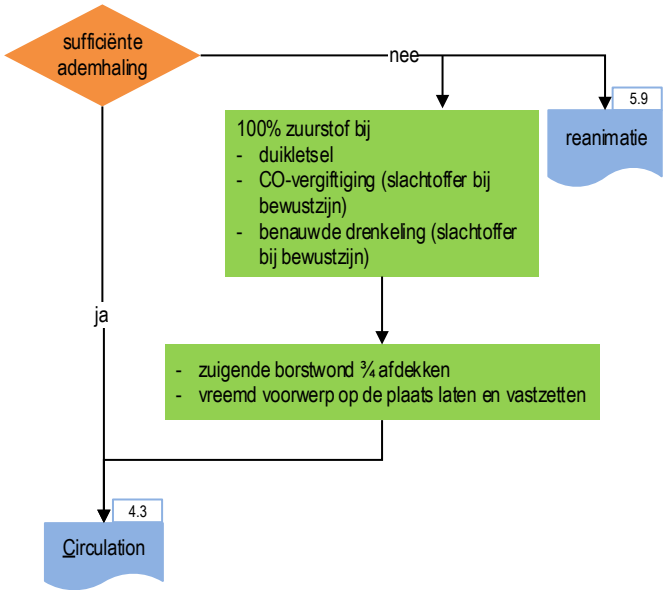 sufficiënte
ademhaling
nee
5.9
reanimatie
100% zuurstof bij
- duikletsel
- CO-vergiftiging (slachtoffer bij
bewustzijn)
- benauwde drenkeling (slachtoffer
bij bewustzijn)
ja
- zuigende borstwond ¾ afdekken
- vreemd voorwerp op de plaats laten en vastzetten
4.3
Circulation